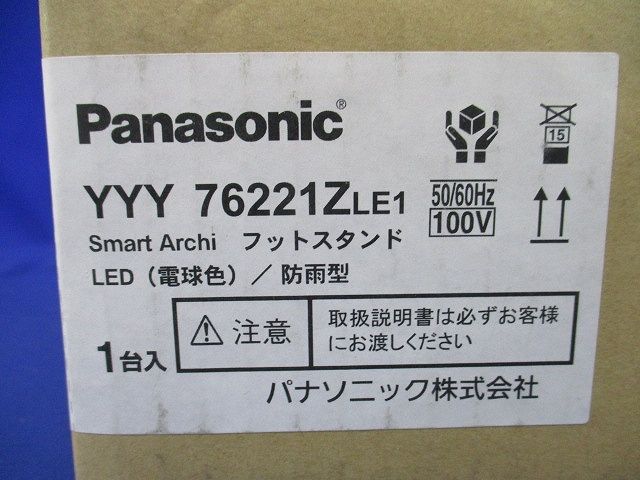 Panasonic®
15
YYY 76221ZLE1
50/60Hz
100V
Smart Archi フットスタンド
LED（電球色）／防雨型
注意
取扱説明書は必ずお客様
にお渡しください
1台入
パナソニック株式会社